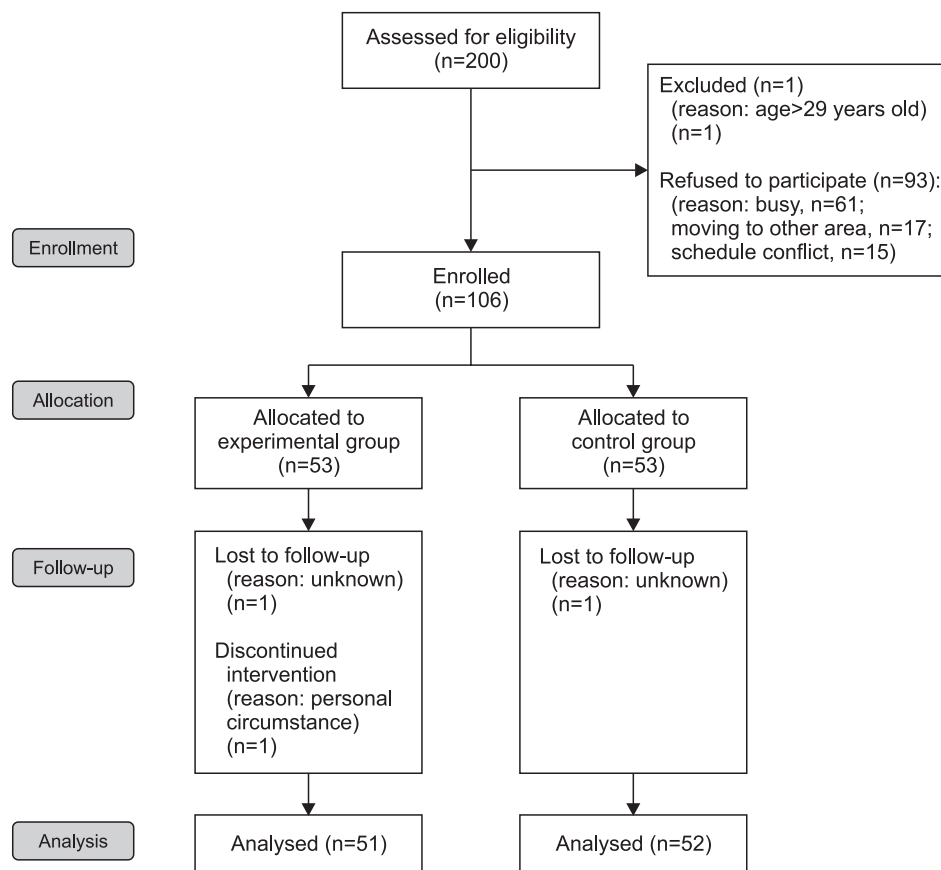 Assessed for eligibility
(n=200)
Excluded (n=1)
(reason: age>29 years old)
(n=1)
Refused to participate (n=93):
(reason: busy, n=61;
moving to other area, n=17;
schedule conflict, n=15)
Enrollment
Enrolled
(n=106)
Allocation
Allocated to
experimental group
(n=53)
Allocated to
control group
(n=53)
Follow-up
Lost to follow-up
(reason: unknown)
(n=1)
Discontinued
intervention
(reason: personal
circumstance)
(n=1)
Lost to follow-up
(reason: unknown)
(n=1)
Analysis
Analysed (n=51)
Analysed (n=52)